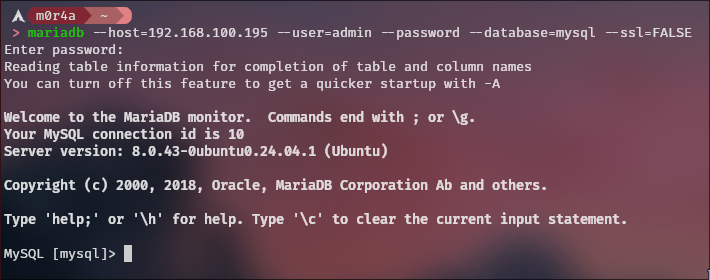 m0r4a ~
> mariadb --host=192.168.100.195 --user=admin --password --database=mysql --ssl=FALSE
Enter password:
Reading table information for completion of table and column names
You can turn off this feature to get a quicker startup with -A
Welcome to the MariaDB monitor.  Commands end with ; or \g.
Your MySQL connection id is 10
Server version: 8.0.43-0ubuntu0.24.04.1 (Ubuntu)
Copyright (c) 2000, 2018, Oracle, MariaDB Corporation Ab and others.
Type 'help;' or '\h' for help. Type '\c' to clear the current input statement.
MySQL [mysql]>